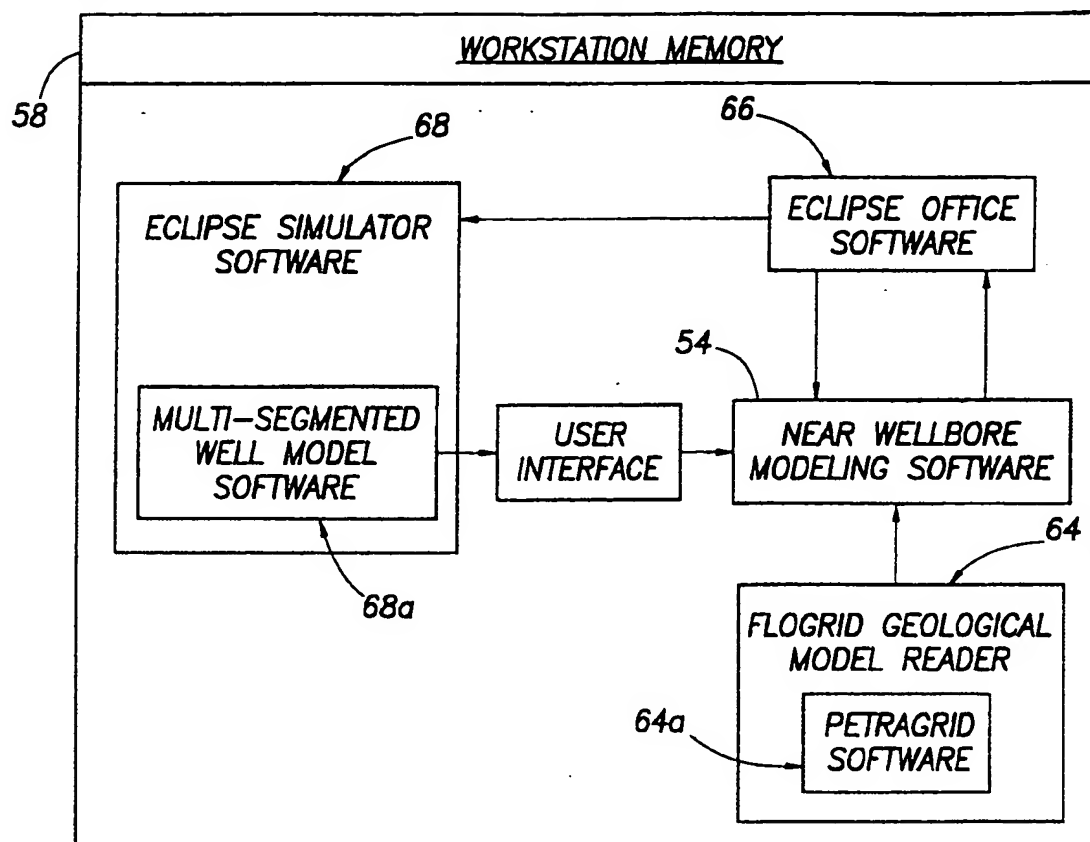 WORKSTATION MEMORY
58
68
66
ECLIPSE SIMULATOR
SOFTWARE
ECLIPSE OFFICE
SOFTWARE
54
MULTI-SEGMENTED
WELL MODEL
SOFTWARE
USER
INTERFACE
NEAR WELLBORE
MODELING SOFTWARE
68a
64
FLOGRID GEOLOGICAL
MODEL READER
64a
PETRAGRID
SOFTWARE